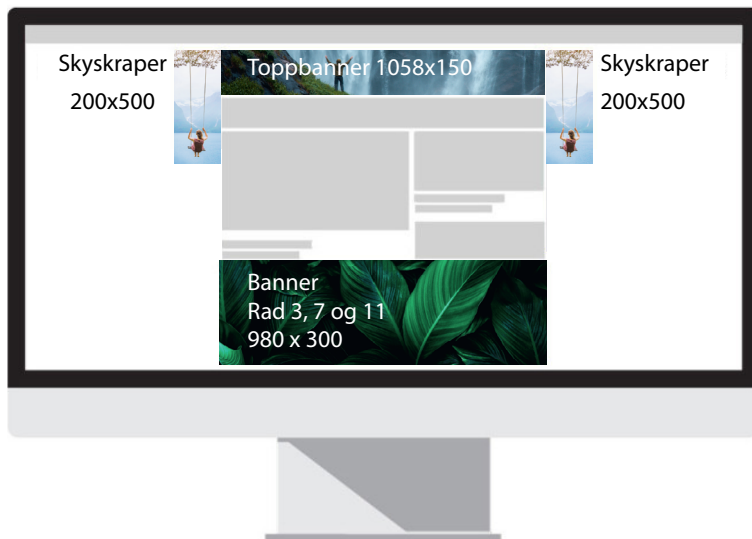 Skyskraper
200x500
Toppbanner 1058x150
Skyskraper
200x500
Banner
Rad 3, 7 og 11
980 x 300